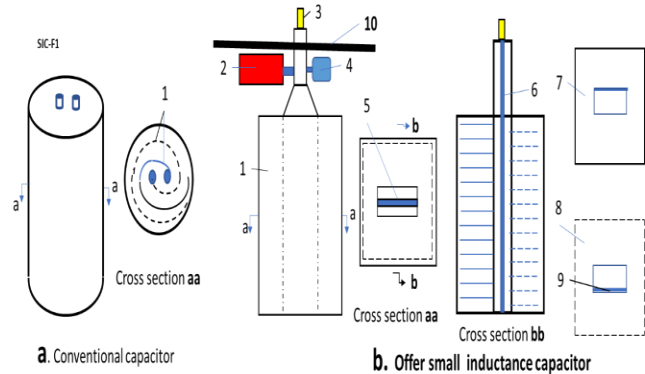 SIC-F1
1
a
a
Cross section aa
a. Conventional capacitor
3
10
2
4
1
a
a
5
b
b
Cross section aa
6
Cross section bb
7
8
9
b. Offer small inductance capacitor